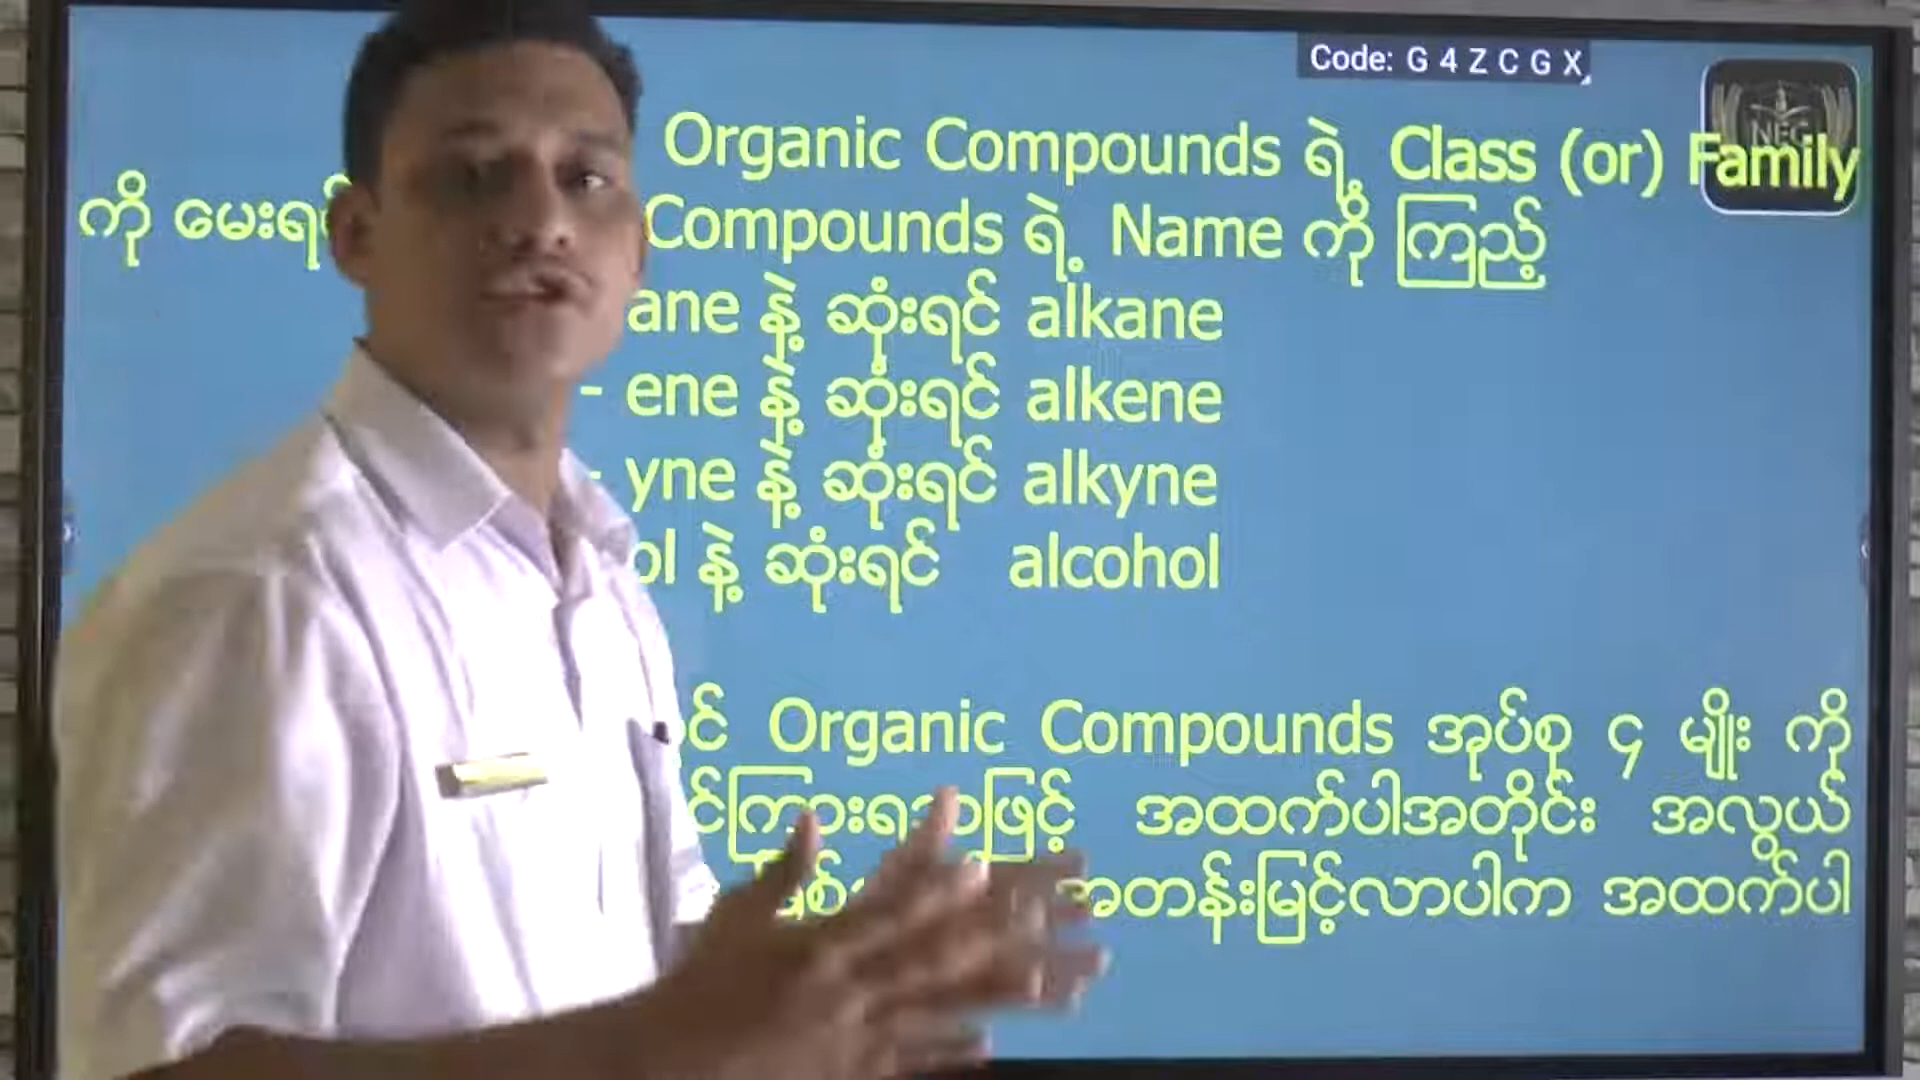 Code: G 4 Z C G X
NEG
Organic Compounds ရဲ့ Class (or) Family
ကို Compounds ရဲ့ Name ကို ကြည့်
ane နဲ့ ဆုံးရင် alkane
- ene နဲ့ ဆုံးရင် alkene
- yne နဲ့ ဆုံးရင် alkyne
ol နဲ့ ဆုံးရင် alcohol
Organic Compounds အုပ်စု ၄ မျိုး ကို
အထက်ပါအတိုင်း အလွယ်
အတန်းမြင့်လာပါက အထက်ပါ